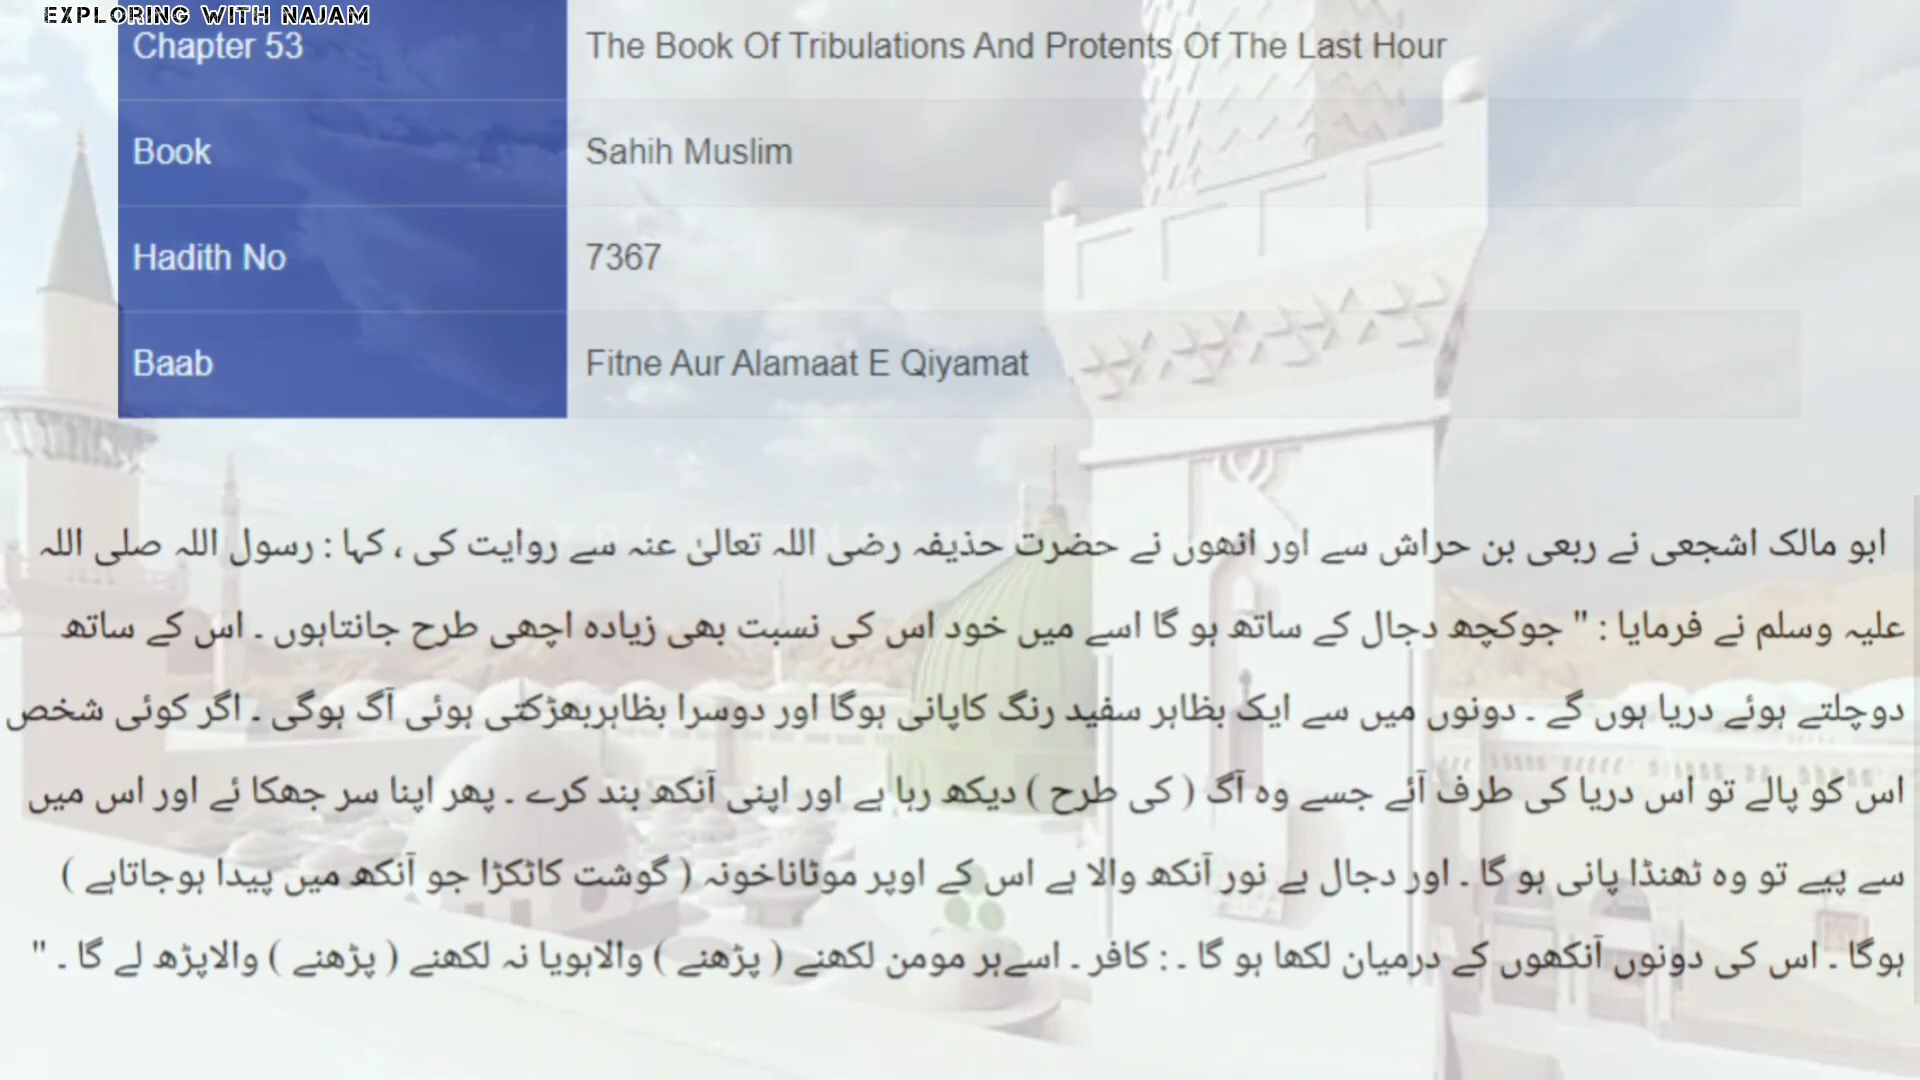 EXPLORING WITH NAJAM
Chapter 53 The Book Of Tribulations And Protents Of The Last Hour
Book Sahih Muslim
Hadith No 7367
Baab Fitne Aur Alamaat E Qiyamat
ابو مالک اشجعی نے ربعی بن حراش سے اور انھوں نے حضرت حذیفہ رضی اللہ تعالیٰ عنہ سے روایت کی ، کہا : رسول اللہ صلی اللہ
علیہ وسلم نے فرمایا : " جوکچھ دجال کے ساتھ ہو گا اسے میں خود اس کی نسبت بھی زیادہ اچھی طرح جانتاہوں ۔ اس کے ساتھ
دوچلتے ہوئے دریا ہوں گے ۔ دونوں میں سے ایک بظاہر سفید رنگ کاپانی ہوگا اور دوسرا بظاہربھڑکتی ہوئی آگ ہوگی ۔ اگر کوئی شخص
اس کو پالے تو اس دریا کی طرف آئے جسے وہ آگ ( کی طرح ) دیکھ رہا ہے اور اپنی آنکھ بند کرے ۔ پھر اپنا سر جھکا ئے اور اس میں
سے پیے تو وہ ٹھنڈا پانی ہو گا ۔ اور دجال بے نور آنکھ والا ہے اس کے اوپر موٹاناخونہ ( گوشت کاٹکڑا جو آنکھ میں پیدا ہوجاتاہے )
ہوگا ۔ اس کی دونوں آنکھوں کے درمیان لکھا ہو گا ۔ : کافر ۔ اسےہر مومن لکھنے ( پڑھنے ) والاہویا نہ لکھنے ( پڑھنے ) والاپڑھ لے گا ۔ "